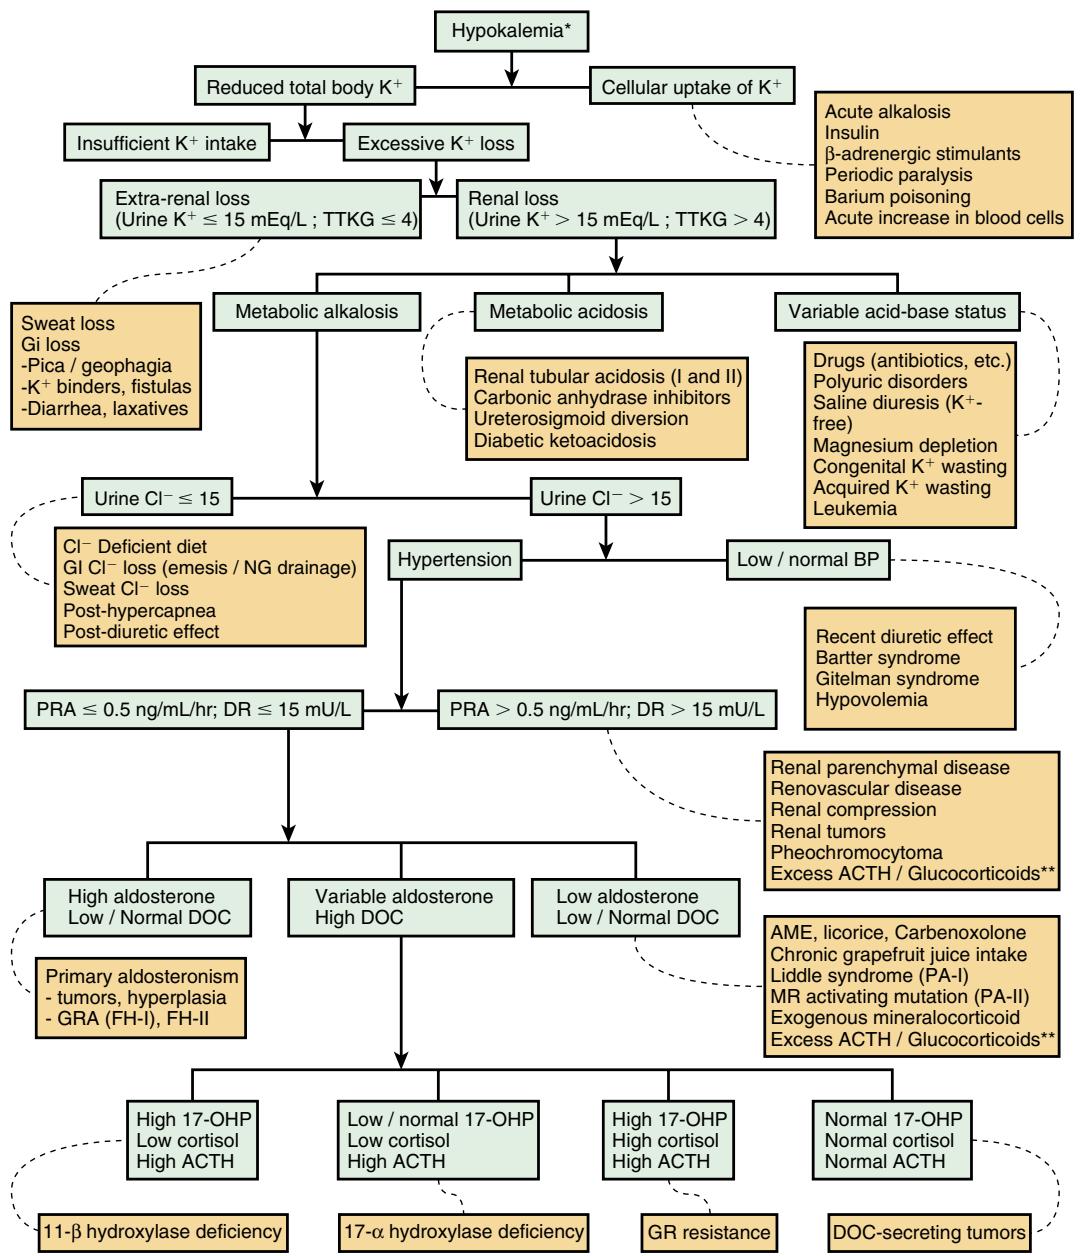 Hypokalemia*
Reduced total body K⁺
Cellular uptake of K⁺
Acute alkalosis
Insulin
β-adrenergic stimulants
Periodic paralysis
Barium poisoning
Acute increase in blood cells
Insufficient K⁺ intake
Excessive K⁺ loss
Extra-renal loss
(Urine K⁺ ≤ 15 mEq/L ; TTKG ≤ 4)
Renal loss
(Urine K⁺ > 15 mEq/L ; TTKG > 4)
Sweat loss
Gi loss
-Pica / geophagia
-K⁺ binders, fistulas
-Diarrhea, laxatives
Metabolic alkalosis
Metabolic acidosis
Variable acid-base status
Renal tubular acidosis (I and II)
Carbonic anhydrase inhibitors
Ureterosigmoid diversion
Diabetic ketoacidosis
Drugs (antibiotics, etc.)
Polyuric disorders
Saline diuresis (K⁺-
free)
Magnesium depletion
Congenital K⁺ wasting
Acquired K⁺ wasting
Leukemia
Urine Cl⁻ ≤ 15
Urine Cl⁻ > 15
Cl⁻ Deficient diet
GI Cl⁻ loss (emesis / NG drainage)
Sweat Cl⁻ loss
Post-hypercapnea
Post-diuretic effect
Hypertension
Low / normal BP
Recent diuretic effect
Bartter syndrome
Gitelman syndrome
Hypovolemia
PRA ≤ 0.5 ng/mL/hr; DR ≤ 15 mU/L
PRA > 0.5 ng/mL/hr; DR > 15 mU/L
Renal parenchymal disease
Renovascular disease
Renal compression
Renal tumors
Pheochromocytoma
Excess ACTH / Glucocorticoids**
High aldosterone
Low / Normal DOC
Variable aldosterone
High DOC
Low aldosterone
Low / Normal DOC
Primary aldosteronism
- tumors, hyperplasia
- GRA (FH-I), FH-II
AME, licorice, Carbenoxolone
Chronic grapefruit juice intake
Liddle syndrome (PA-I)
MR activating mutation (PA-II)
Exogenous mineralocorticoid
Excess ACTH / Glucocorticoids**
High 17-OHP
Low cortisol
High ACTH
Low / normal 17-OHP
Low cortisol
High ACTH
High 17-OHP
High cortisol
High ACTH
Normal 17-OHP
Normal cortisol
Normal ACTH
11-β hydroxylase deficiency
17-α hydroxylase deficiency
GR resistance
DOC-secreting tumors